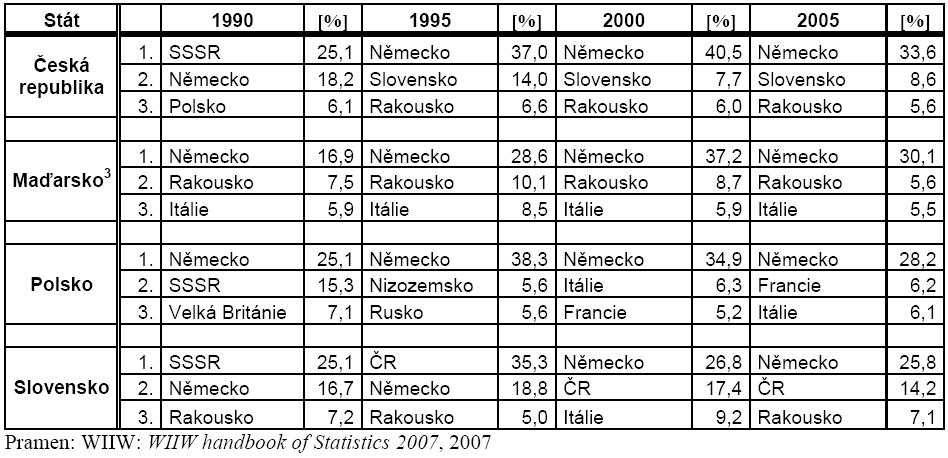 Stát 1990 [%] 1995 [%] 2000 [%] 2005 [%]
Česká republika
1. SSSR 25,1 Německo 37,0 Německo 40,5 Německo 33,6
2. Německo 18,2 Slovensko 14,0 Slovensko 7,7 Slovensko 8,6
3. Polsko 6,1 Rakousko 6,6 Rakousko 6,0 Rakousko 5,6
Maďarsko3
1. Německo 16,9 Německo 28,6 Německo 37,2 Německo 30,1
2. Rakousko 7,5 Rakousko 10,1 Rakousko 8,7 Rakousko 5,6
3. Itálie 5,9 Itálie 8,5 Itálie 5,9 Itálie 5,5
Polsko
1. Německo 25,1 Německo 38,3 Německo 34,9 Německo 28,2
2. SSSR 15,3 Nizozemsko 5,6 Itálie 6,3 Francie 6,2
3. Velká Británie 7,1 Rusko 5,6 Francie 5,2 Itálie 6,1
Slovensko
1. SSSR 25,1 ČR 35,3 Německo 26,8 Německo 25,8
2. Německo 16,7 Německo 18,8 ČR 17,4 ČR 14,2
3. Rakousko 7,2 Rakousko 5,0 Itálie 9,2 Rakousko 7,1
Pramen: WIIW: WIIW handbook of Statistics 2007, 2007